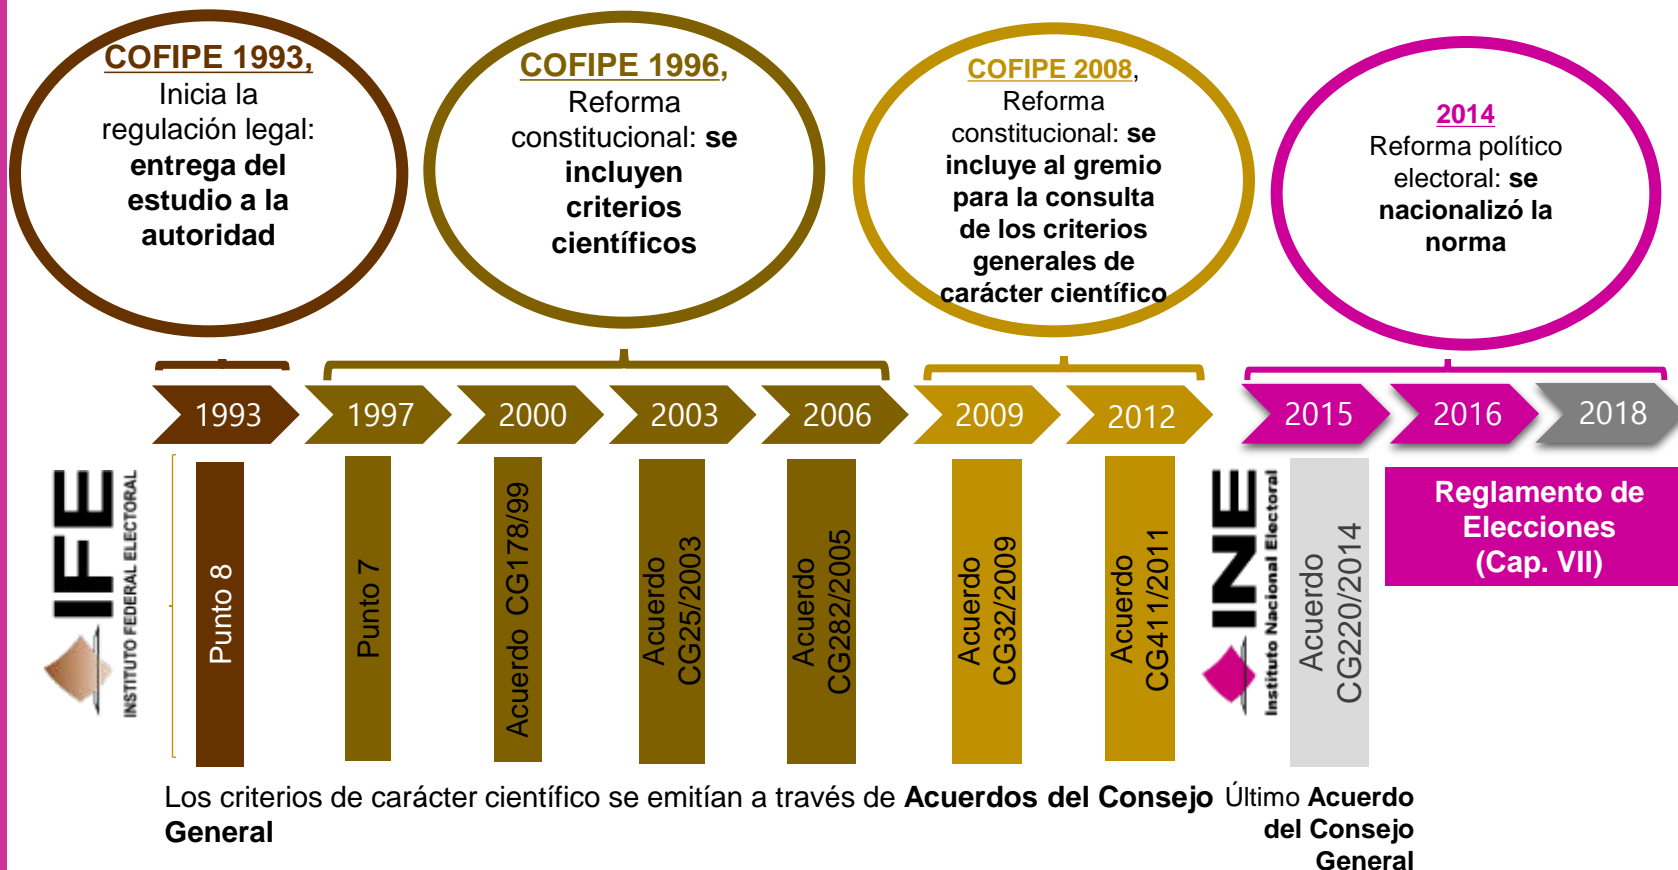 COFIPE 1993,
Inicia la
regulación legal:
entrega del
estudio a la
autoridad
COFIPE 1996,
Reforma
constitucional: se
incluyen
criterios
científicos
COFIPE 2008,
Reforma
constitucional: se
incluye al gremio
para la consulta
de los criterios
generales de
carácter científico
2014
Reforma político
electoral: se
nacionalizó la
norma
1993
1997
2000
2003
2006
2009
2012
2015
2016
2018
IFE
INSTITUTO FEDERAL ELECTORAL
Punto 8
Punto 7
Acuerdo CG178/99
Acuerdo
CG25/2003
Acuerdo
CG282/2005
Acuerdo
CG32/2009
Acuerdo
CG411/2011
INE
Instituto Nacional Electoral
Acuerdo
CG220/2014
Reglamento de
Elecciones
(Cap. VII)
Los criterios de carácter científico se emitían a través de Acuerdos del Consejo
General
Último Acuerdo
del Consejo
General